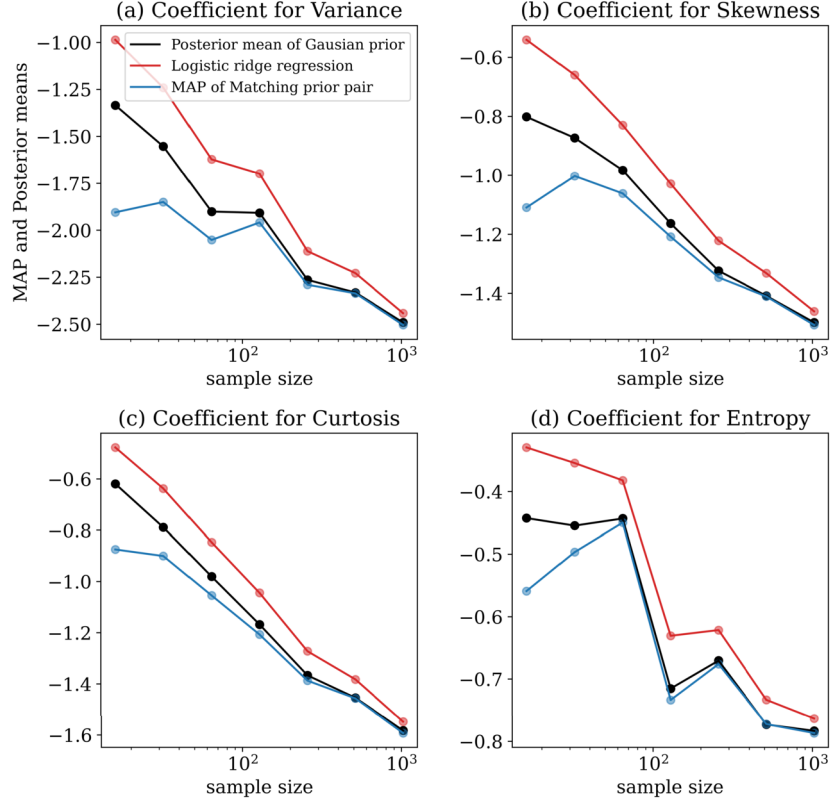 (a) Coefficient for Variance
MAP and Posterior means
−1.00
−1.25
−1.50
−1.75
−2.00
−2.25
−2.50
Posterior mean of Gausian prior
Logistic ridge regression
MAP of Matching prior pair
10²
10³
sample size
(b) Coefficient for Skewness
−0.6
−0.8
−1.0
−1.2
−1.4
10²
10³
sample size
(c) Coefficient for Curtosis
−0.6
−0.8
−1.0
−1.2
−1.4
−1.6
10²
10³
sample size
(d) Coefficient for Entropy
−0.4
−0.5
−0.6
−0.7
−0.8
10²
10³
sample size